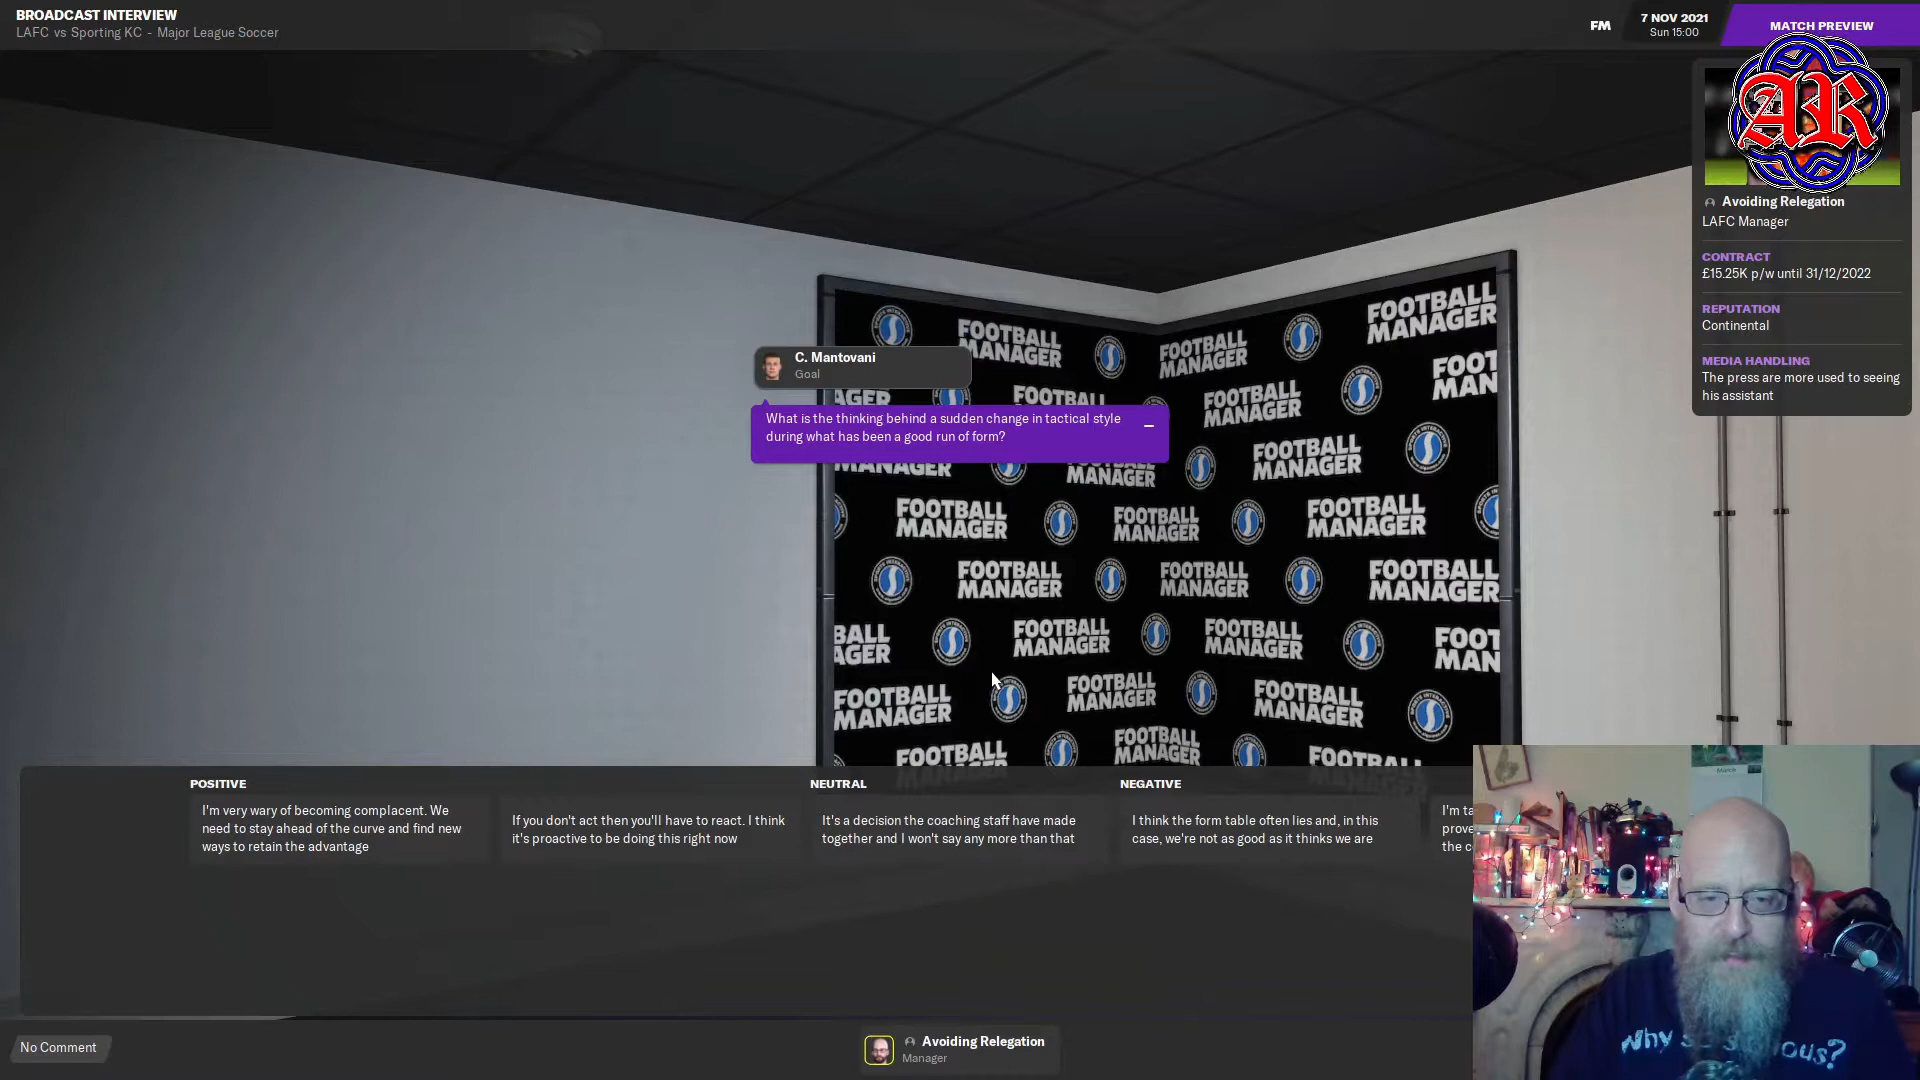 BROADCAST INTERVIEW
LAFC vs Sporting KC - Major League Soccer
FM
7 NOV 2021
Sun 15:00
MATCH PREVIEW
AR
Avoiding Relegation
LAFC Manager
CONTRACT
£15.25K p/w until 31/12/2022
REPUTATION
Continental
MEDIA HANDLING
The press are more used to seeing
his assistant
C. Mantovani
Goal
What is the thinking behind a sudden change in tactical style
during what has been a good run of form?
FOOTBALL
MANAGER
POSITIVE
I'm very wary of becoming complacent. We
need to stay ahead of the curve and find new
ways to retain the advantage
If you don't act then you'll have to react. I think
it's proactive to be doing this right now
NEUTRAL
It's a decision the coaching staff have made
together and I won't say any more than that
NEGATIVE
I think the form table often lies and, in this
case, we're not as good as it thinks we are
I'm ta
prove
the c
No Comment
Avoiding Relegation
Manager
Why